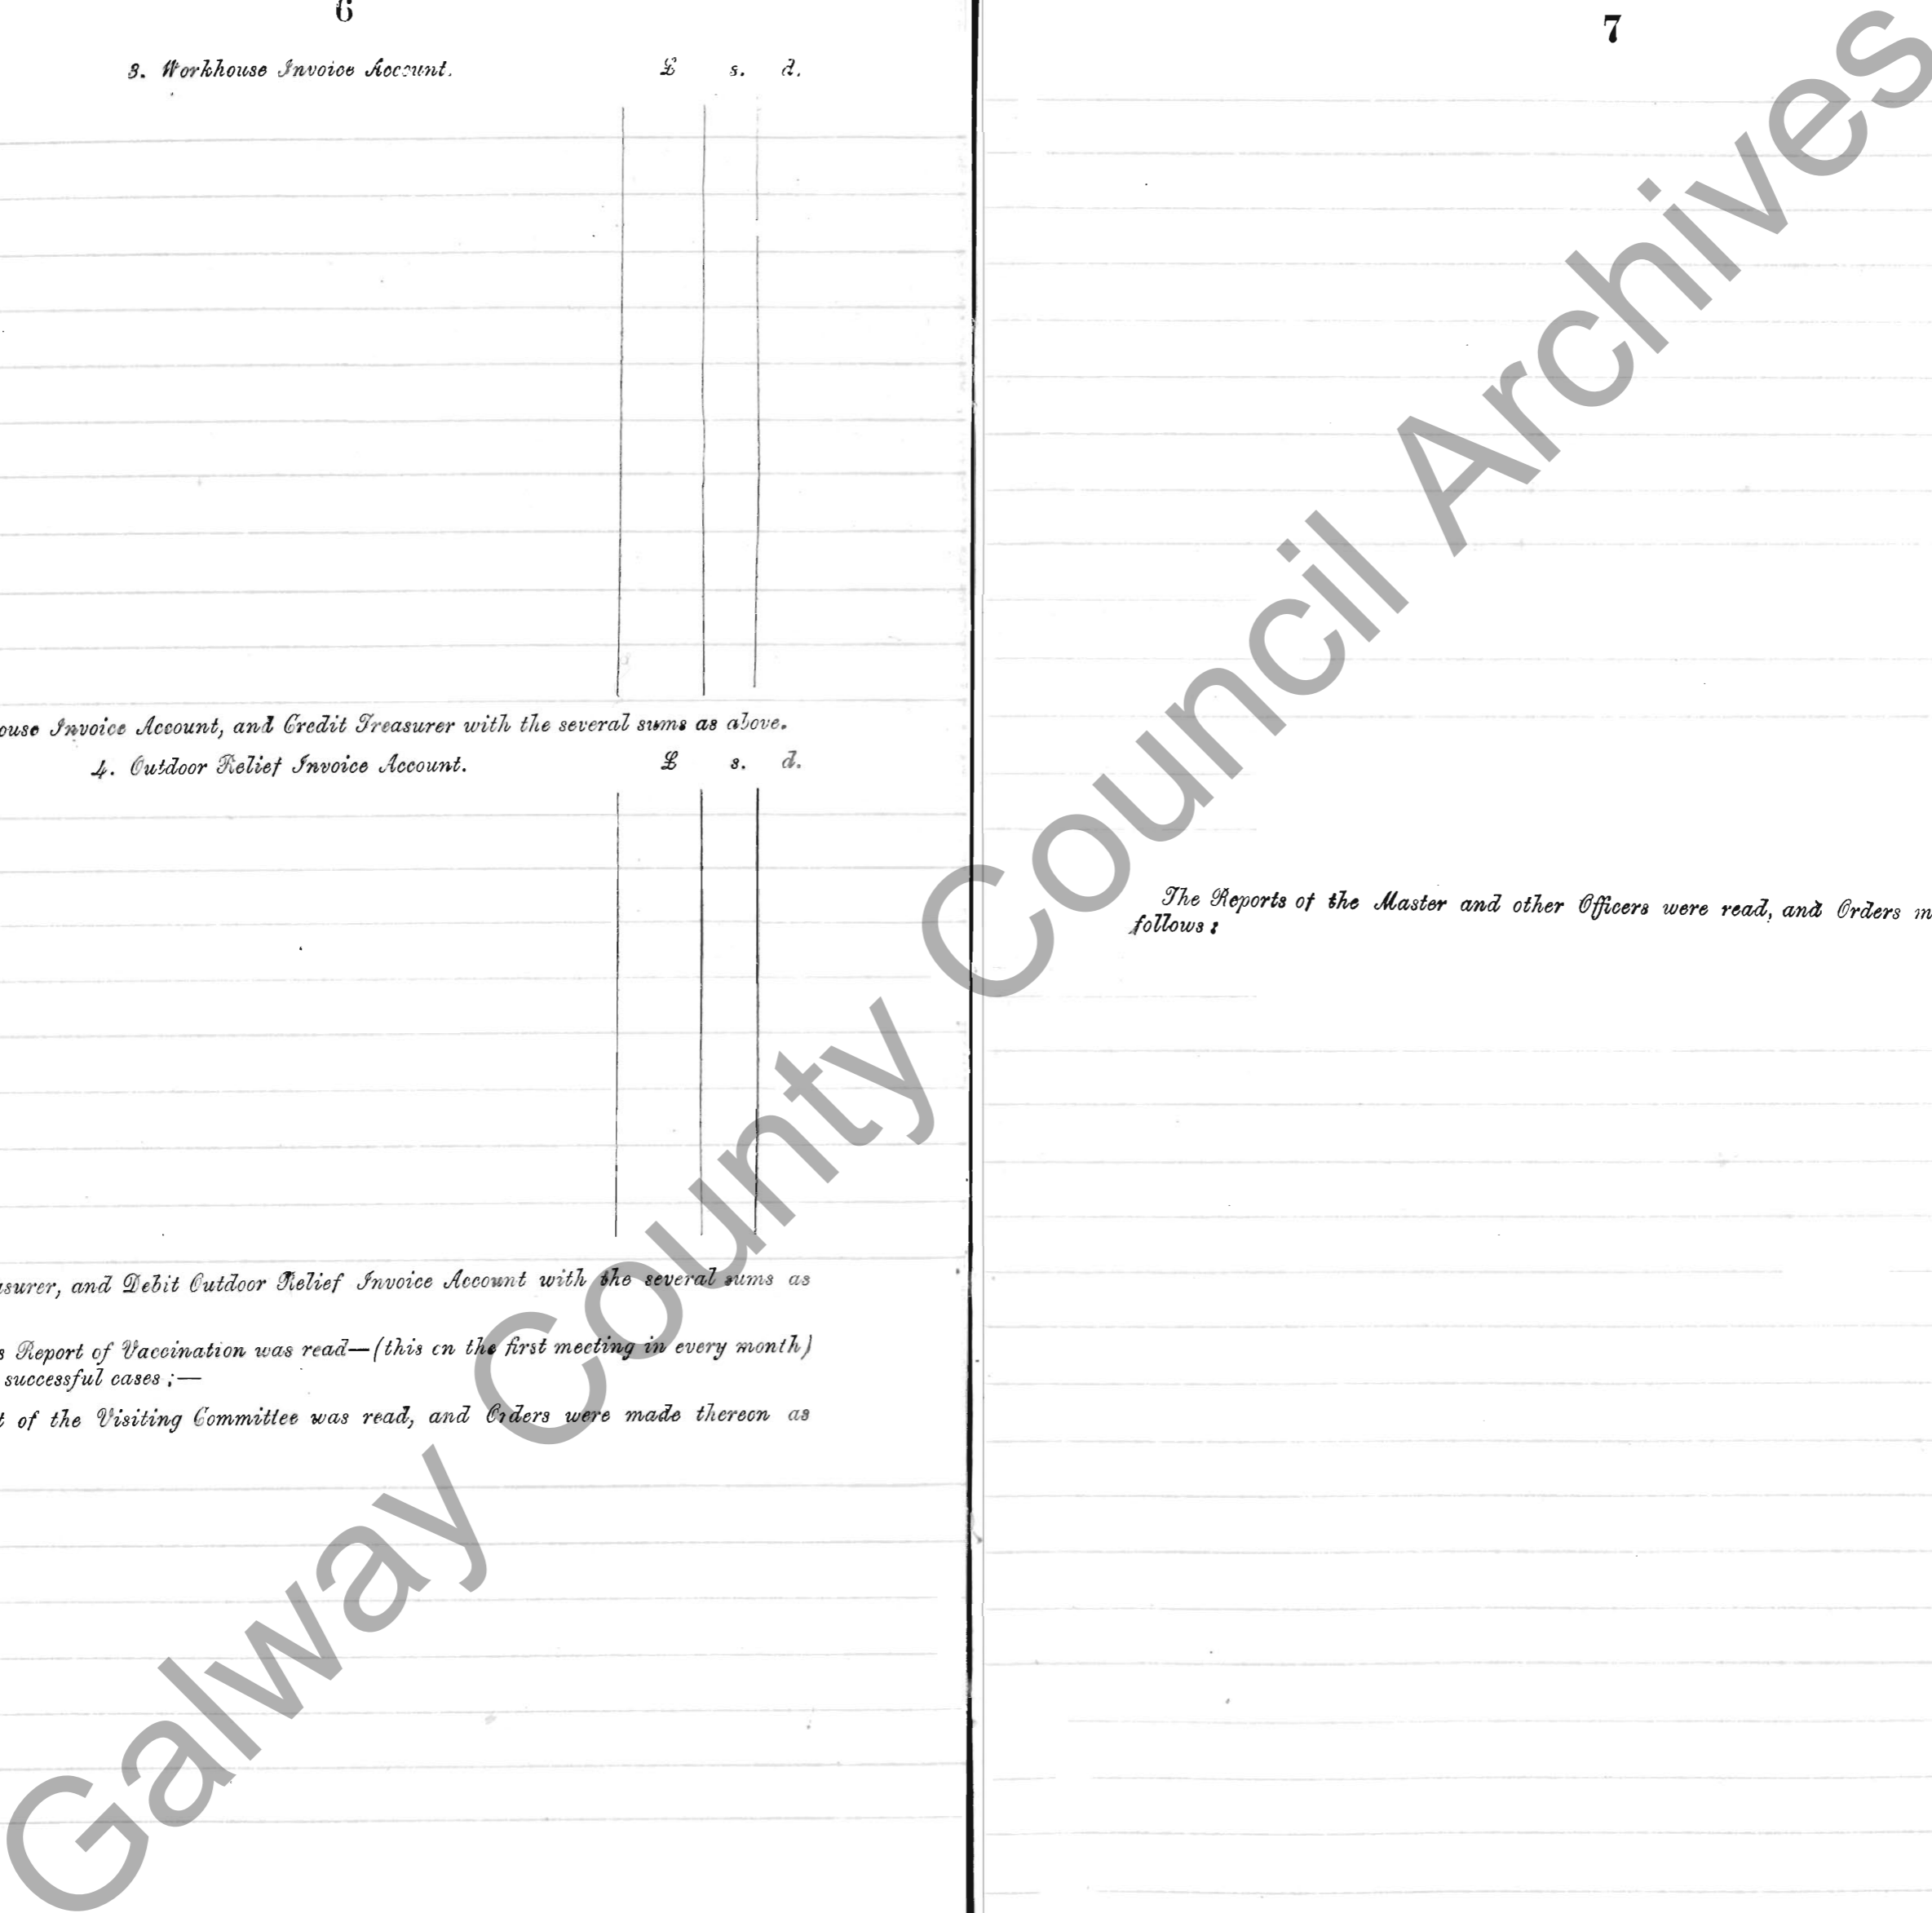 6
3. Workhouse Invoice Account. £ s. d.
ouse Invoice Account, and Credit Treasurer with the several sums as above.
4. Outdoor Relief Invoice Account. £ s. d.
surer, and Debit Outdoor Relief Invoice Account with the several sums as
s Report of Vaccination was read—(this on the first meeting in every month)
successful cases ;—
t of the Visiting Committee was read, and Orders were made thereon as
7
The Reports of the Master and other Officers were read, and Orders m
follows :
Galway County Council Archives